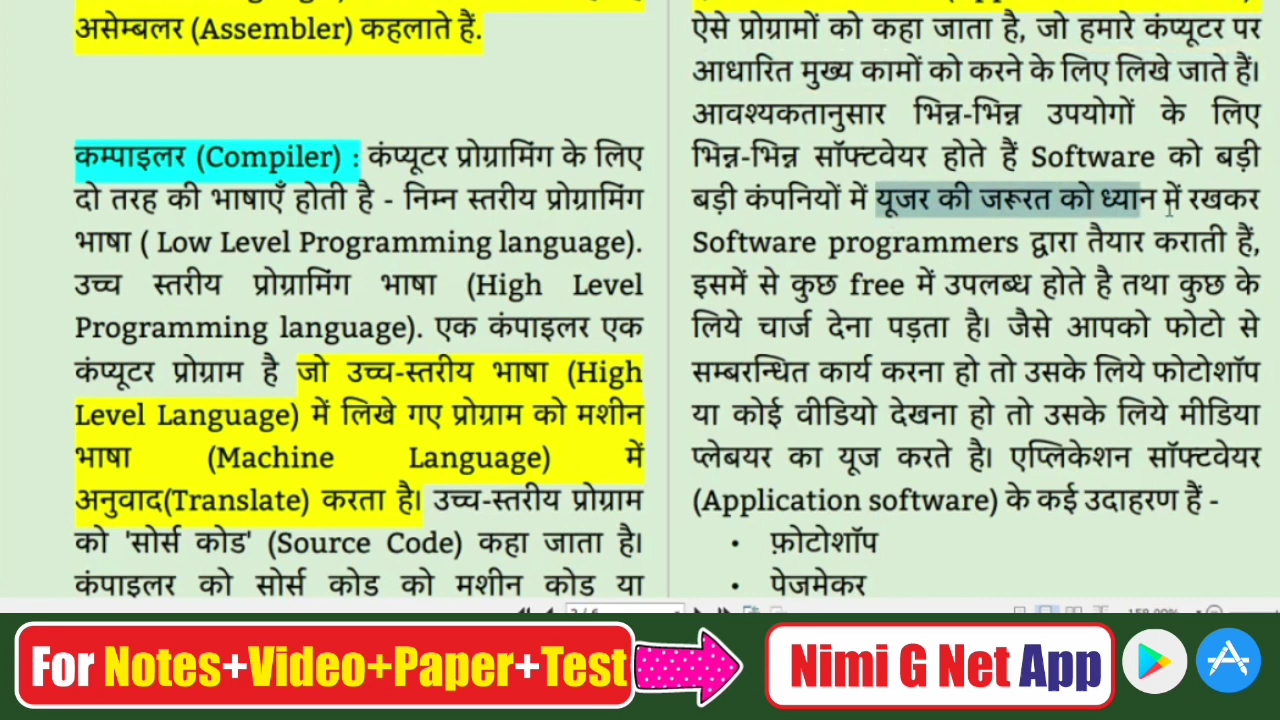 असेम्बलर (Assembler) कहलाते हैं.
कम्पाइलर (Compiler) : कंप्यूटर प्रोग्रामिंग के लिए
दो तरह की भाषाएँ होती है - निम्न स्तरीय प्रोग्रामिंग
भाषा ( Low Level Programming language).
उच्च स्तरीय प्रोग्रामिंग भाषा (High Level
Programming language). एक कंपाइलर एक
कंप्यूटर प्रोग्राम है जो उच्च-स्तरीय भाषा (High
Level Language) में लिखे गए प्रोग्राम को मशीन
भाषा (Machine Language) में
अनुवाद(Translate) करता है। उच्च-स्तरीय प्रोग्राम
को 'सोर्स कोड' (Source Code) कहा जाता है।
कंपाइलर को सोर्स कोड को मशीन कोड या
ऐसे प्रोग्रामों को कहा जाता है, जो हमारे कंप्यूटर पर
आधारित मुख्य कामों को करने के लिए लिखे जाते हैं।
आवश्यकतानुसार भिन्न-भिन्न उपयोगों के लिए
भिन्न-भिन्न सॉफ्टवेयर होते हैं Software को बड़ी
बड़ी कंपनियों में यूजर की जरूरत को ध्यान में रखकर
Software programmers द्वारा तैयार कराती हैं,
इसमें से कुछ free में उपलब्ध होते है तथा कुछ के
लिये चार्ज देना पड़ता है। जैसे आपको फोटो से
सम्बरन्धित कार्य करना हो तो उसके लिये फोटोशॉप
या कोई वीडियो देखना हो तो उसके लिये मीडिया
प्लेबयर का यूज करते है। एप्लिकेशन सॉफ्टवेयर
(Application software) के कई उदाहरण हैं -
• फ़ोटोशॉप
• पेजमेकर
For Notes+Video+Paper+Test
Nimi G Net App